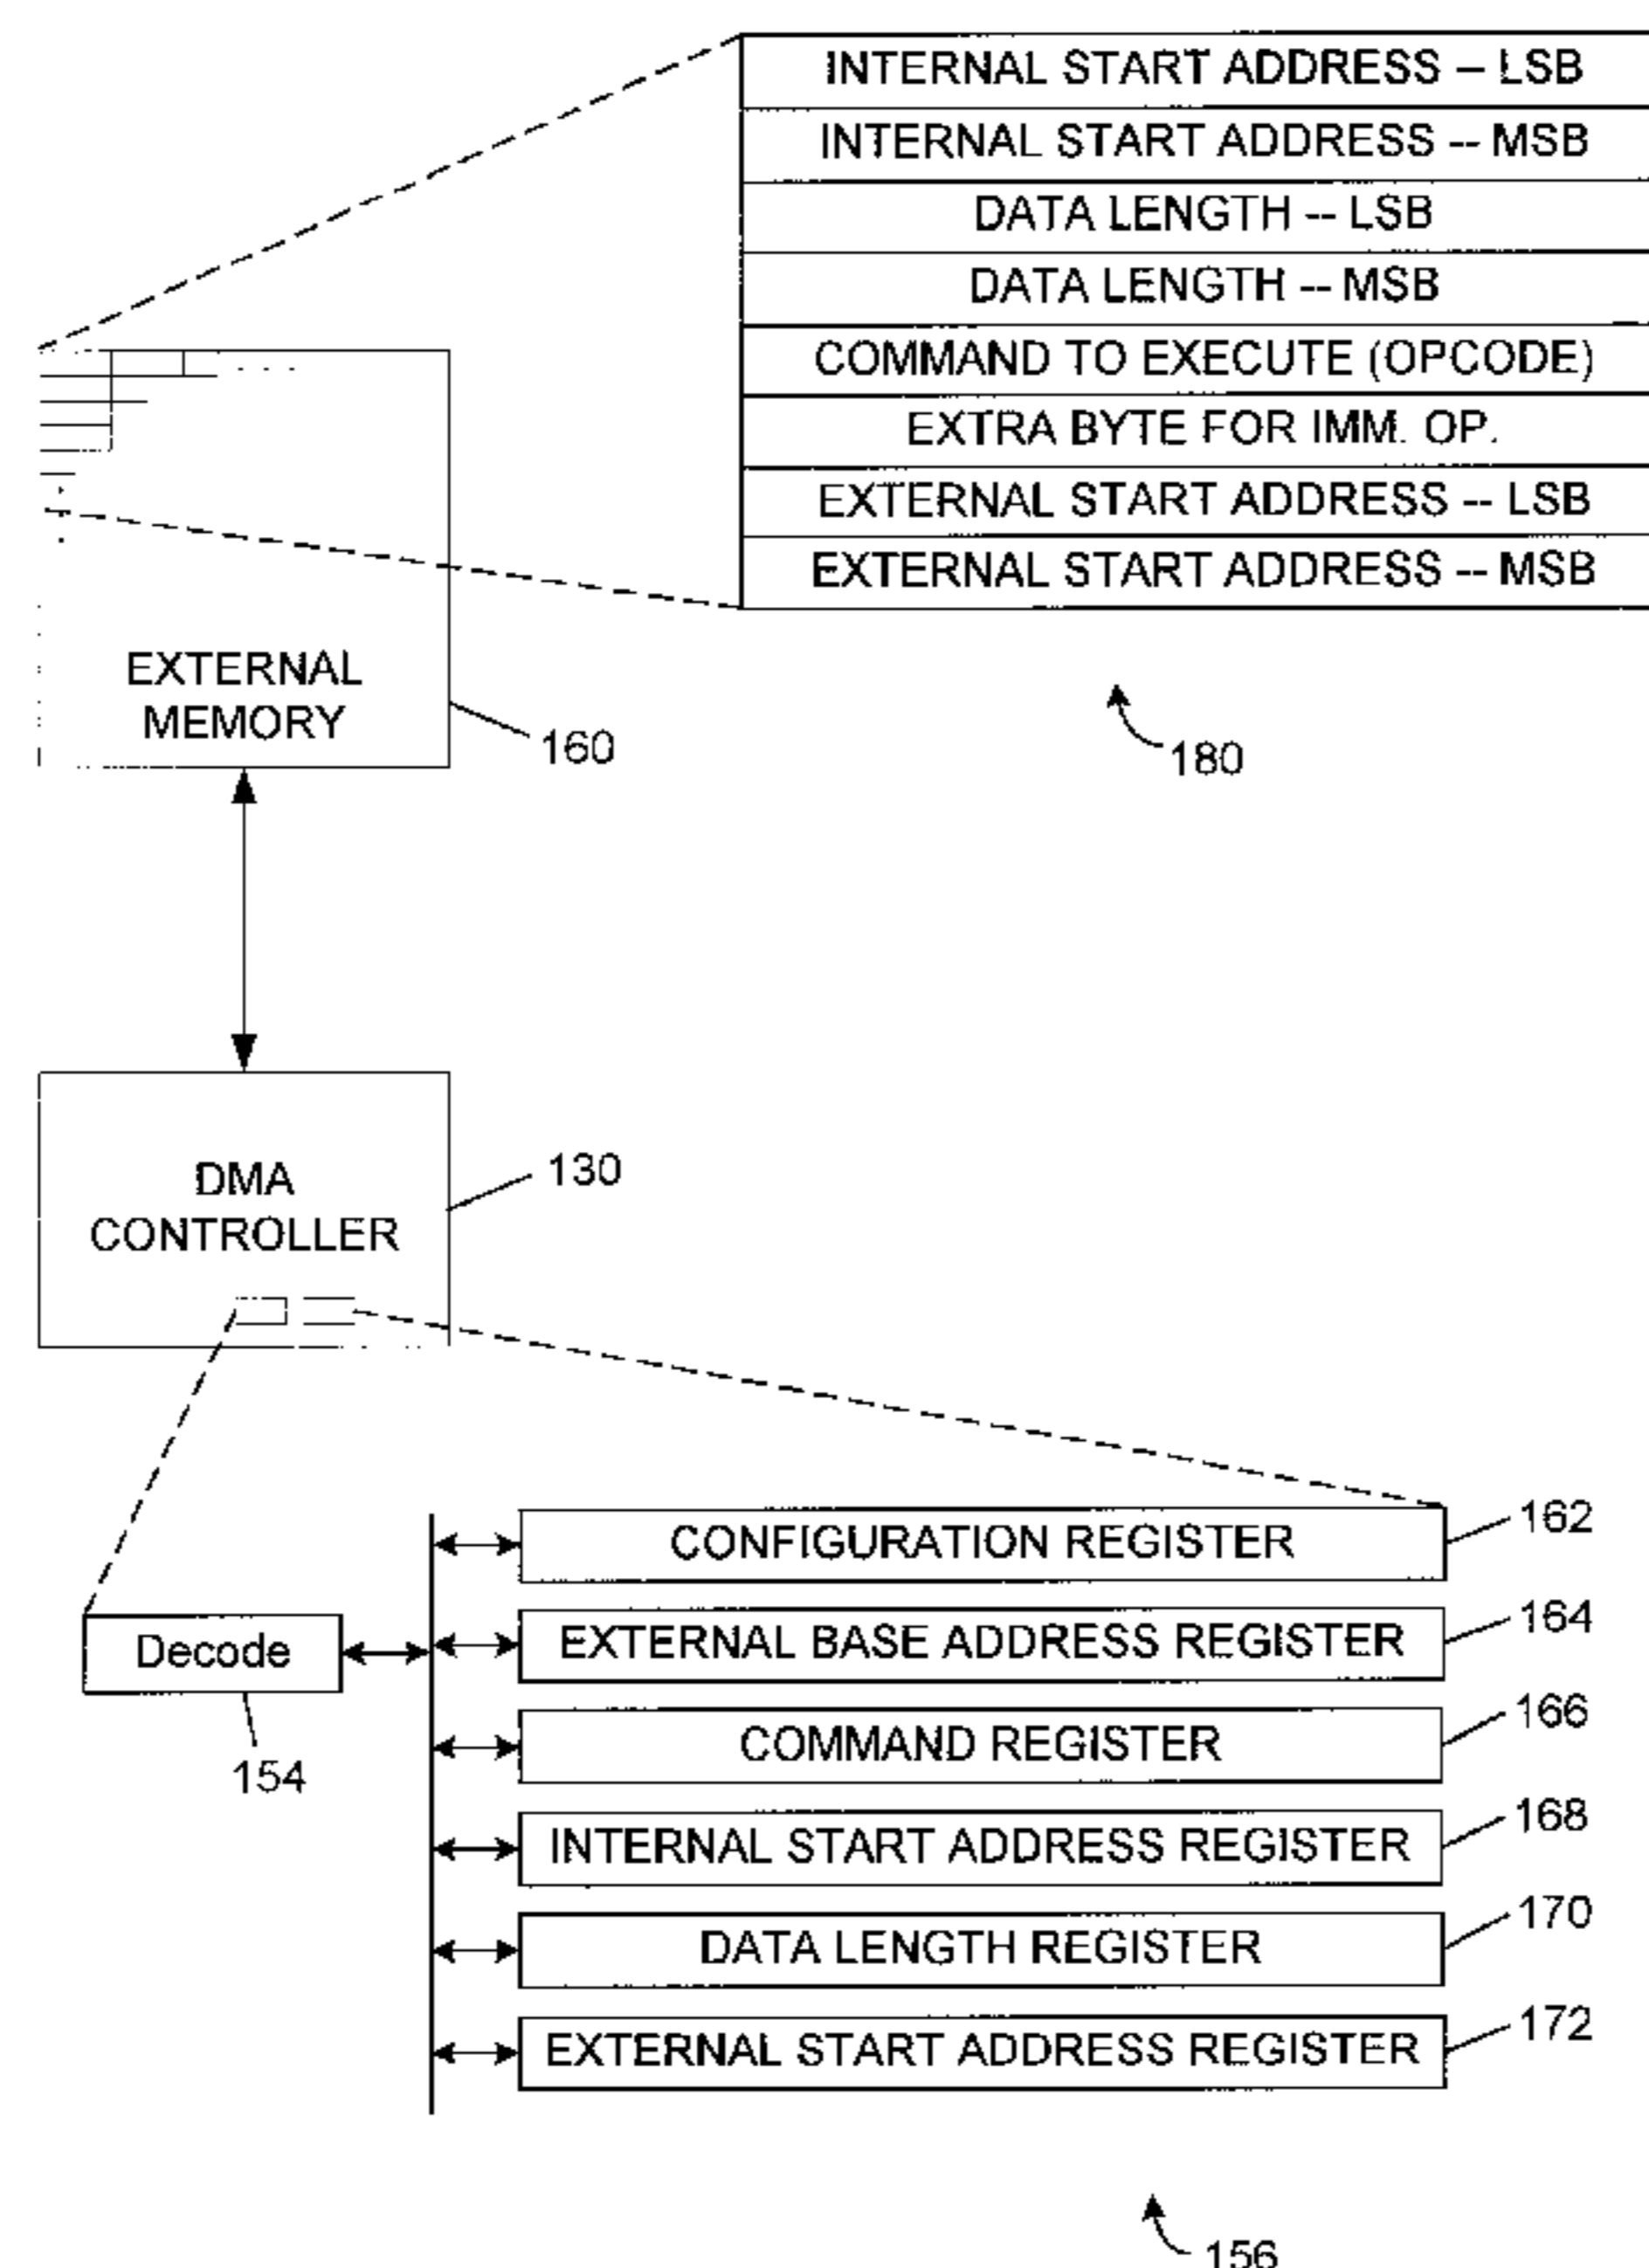 INTERNAL START ADDRESS – LSB
INTERNAL START ADDRESS -- MSB
DATA LENGTH -- LSB
DATA LENGTH -- MSB
COMMAND TO EXECUTE (OPCODE)
EXTRA BYTE FOR IMM. OP.
EXTERNAL START ADDRESS -- LSB
EXTERNAL START ADDRESS -- MSB
180
EXTERNAL
MEMORY
160
DMA
CONTROLLER
130
Decode
154
CONFIGURATION REGISTER
162
EXTERNAL BASE ADDRESS REGISTER
164
COMMAND REGISTER
166
INTERNAL START ADDRESS REGISTER
168
DATA LENGTH REGISTER
170
EXTERNAL START ADDRESS REGISTER
172
156